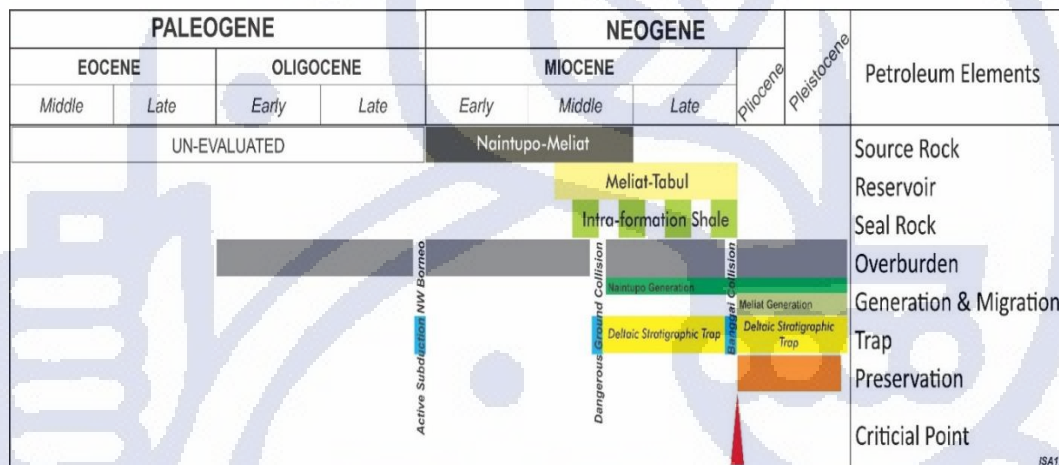 PALEOGENE NEOGENE
EOCENE OLIGOCENE MIOCENE Pliocene Pleistocene Petroleum Elements
Middle Late Early Late Early Middle Late
UN-EVALUATED Naintupo-Meliat Source Rock
Meliat-Tabul Reservoir
Intra-formation Shale Seal Rock
Overburden
Naintupo Generation
Meliat Generation Generation & Migration
Deltaic Stratigraphic Trap Deltaic Stratigraphic
Trap
Trap
Preservation
Active Subduction NW Borneo
Dangerous Ground Collision
Banggai Collision
Criticial Point
ISA1